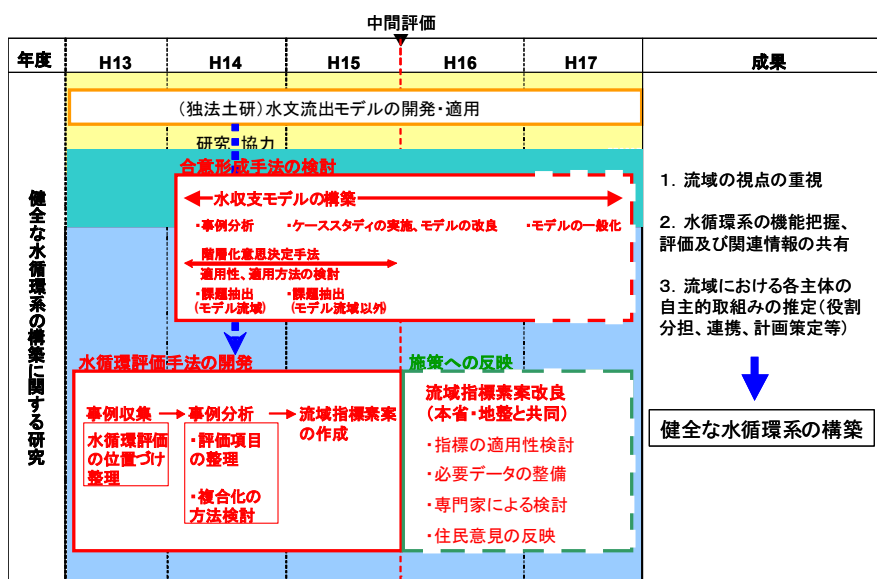 中間評価
年度
H13
H14
H15
H16
H17
成果
健全な水循環系の構築に関する研究
(独法土研)水文流出モデルの開発・適用
研究 協力
合意形成手法の検討
水収支モデルの構築
・事例分析
・ケーススタディの実施、モデルの改良
・モデルの一般化
階層化意思決定手法
適用性、適用方法の検討
・課題抽出
(モデル流域)
・課題抽出
(モデル流域以外)
水循環評価手法の開発
事例収集
事例分析
流域指標素案
の作成
水循環評価
の位置づけ
整理
・評価項目
の整理
・複合化の
方法検討
施策への反映
流域指標素案改良
(本省・地整と共同)
・指標の適用性検討
・必要データの整備
・専門家による検討
・住民意見の反映
1. 流域の視点の重視
2. 水循環系の機能把握、
評価及び関連情報の共有
3. 流域における各主体の
自主的取組みの推定(役割
分担、連携、計画策定等)
健全な水循環系の構築